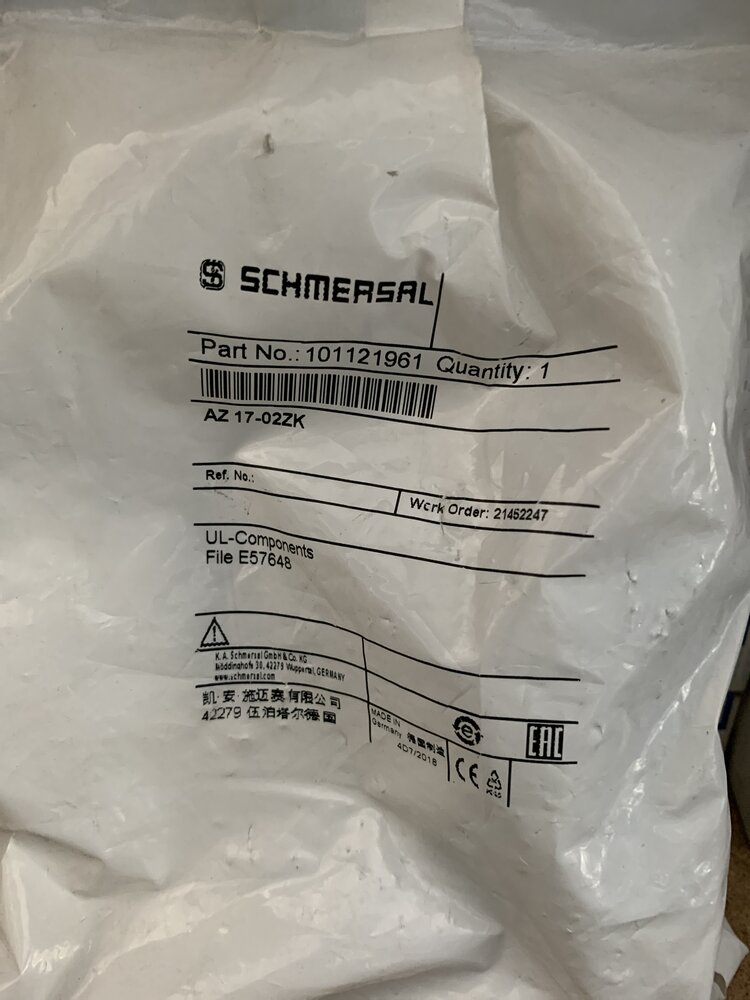 SCHMERSAL
Part No.: 101121961 Quantity: 1
AZ 17-02ZK
Ref. No.:
Work Order: 21452247
UL-Components
File E57648
K.A. Schmersal GmbH & Co. KG
Möddinghofe 30, 42279 Wuppertal, GERMANY
www.schmersal.com
凯·安·施迈赛有限公司
42279 伍泊塔尔德国
MADE IN
Germany 德国制造
4D7/2018
e
EAC
CE